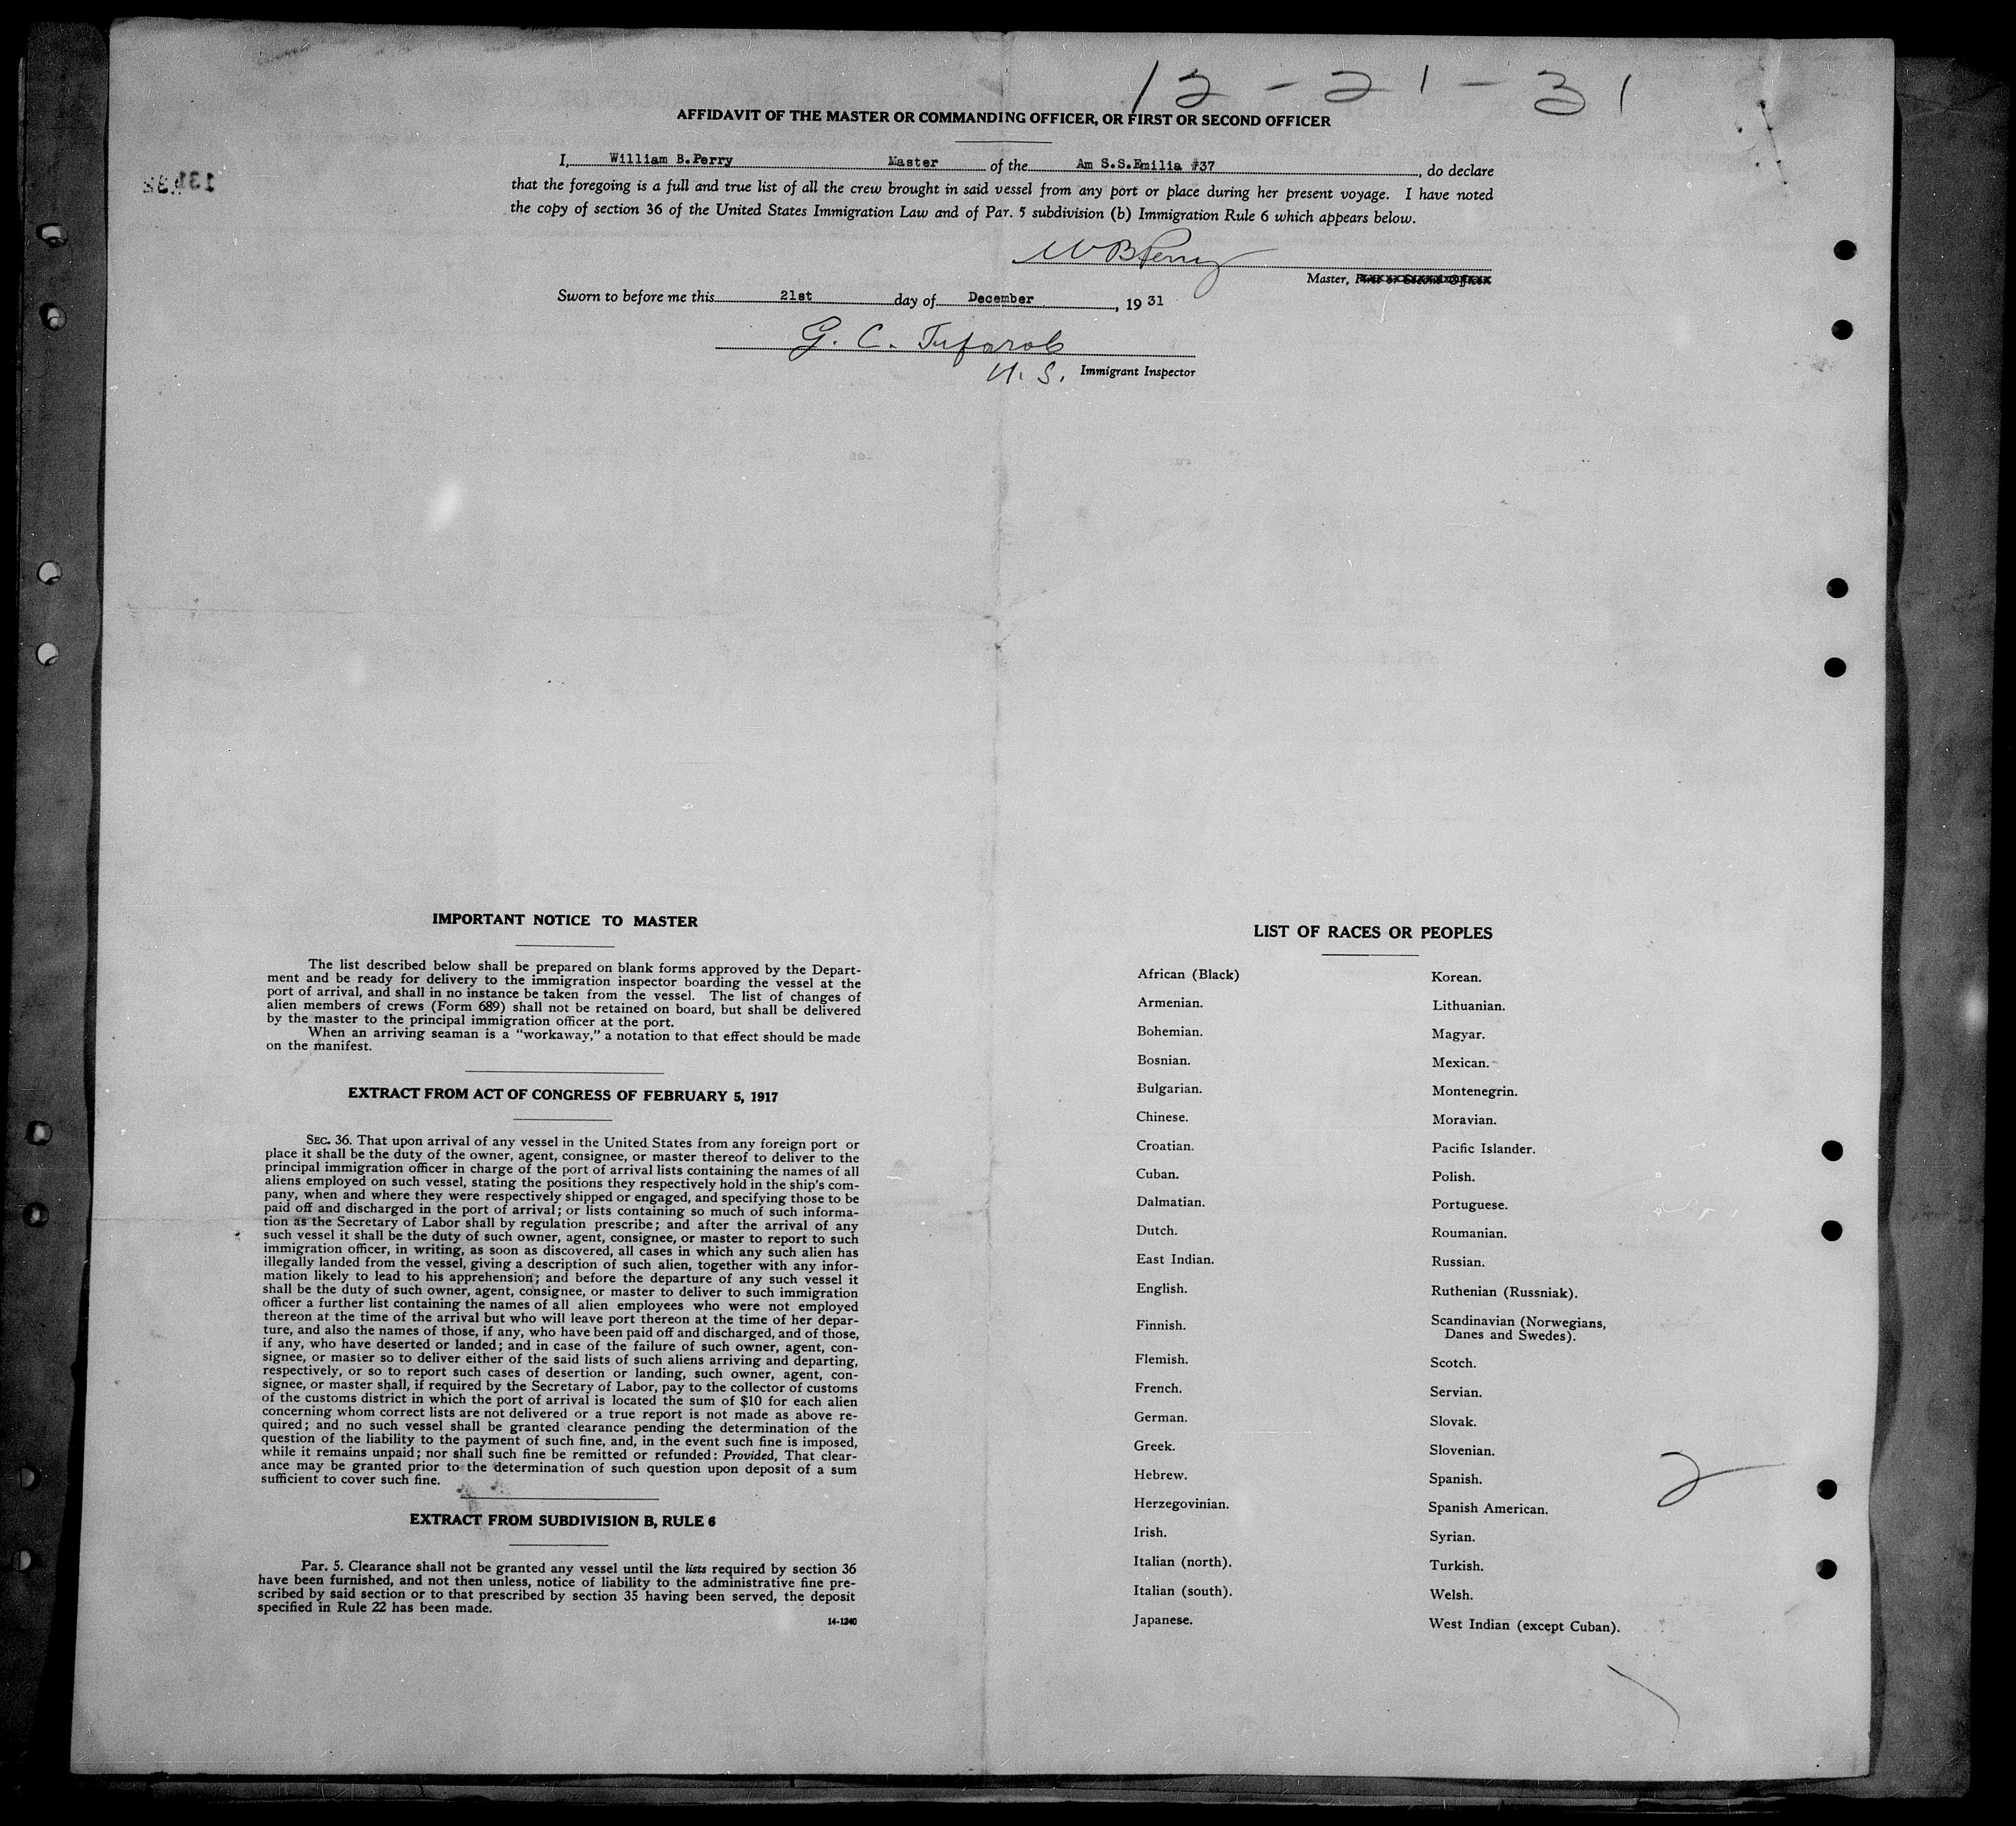 12-21-31
AFFIDAVIT OF THE MASTER OR COMMANDING OFFICER, OR FIRST OR SECOND OFFICER
I, William B.Perry Master of the Am S.S.Emilia #37, do declare
that the foregoing is a full and true list of all the crew brought in said vessel from any port or place during her present voyage. I have noted
the copy of section 36 of the United States Immigration Law and of Par. 5 subdivision (b) Immigration Rule 6 which appears below.
W B Perry
Master, First or Second Officer
Sworn to before me this 21st day of December, 19 31
G. C.
U. S. Immigrant Inspector
IMPORTANT NOTICE TO MASTER
The list described below shall be prepared on blank forms approved by the Depart-
ment and be ready for delivery to the immigration inspector boarding the vessel at the
port of arrival, and shall in no instance be taken from the vessel. The list of changes of
alien members of crews (Form 689) shall not be retained on board, but shall be delivered
by the master to the principal immigration officer at the port.
When an arriving seaman is a "workaway," a notation to that effect should be made
on the manifest.
EXTRACT FROM ACT OF CONGRESS OF FEBRUARY 5, 1917
SEC. 36. That upon arrival of any vessel in the United States from any foreign port or
place it shall be the duty of the owner, agent, consignee, or master thereof to deliver to the
principal immigration officer in charge of the port of arrival lists containing the names of all
aliens employed on such vessel, stating the positions they respectively hold in the ship's com-
pany, when and where they were respectively shipped or engaged, and specifying those to be
paid off and discharged in the port of arrival; or lists containing so much of such informa-
tion as the Secretary of Labor shall by regulation prescribe; and after the arrival of any
such vessel it shall be the duty of such owner, agent, consignee, or master to report to such
immigration officer, in writing, as soon as discovered, all cases in which any such alien has
illegally landed from the vessel, giving a description of such alien, together with any infor-
mation likely to lead to his apprehension; and before the departure of any such vessel it
shall be the duty of such owner, agent, consignee, or master to deliver to such immigration
officer a further list containing the names of all alien employees who were not employed
thereon at the time of the arrival but who will leave port thereon at the time of her depar-
ture, and also the names of those, if any, who have been paid off and discharged, and of those,
if any, who have deserted or landed; and in case of the failure of such owner, agent, con-
signee, or master so to deliver either of the said lists of such aliens arriving and departing,
respectively, or so to report such cases of desertion or landing, such owner, agent, con-
signee, or master shall, if required by the Secretary of Labor, pay to the collector of customs
of the customs district in which the port of arrival is located the sum of $10 for each alien
concerning whom correct lists are not delivered or a true report is not made as above re-
quired; and no such vessel shall be granted clearance pending the determination of the
question of the liability to the payment of such fine, and, in the event such fine is imposed,
while it remains unpaid; nor shall such fine be remitted or refunded: Provided, That clear-
ance may be granted prior to the determination of such question upon deposit of a sum
sufficient to cover such fine.
EXTRACT FROM SUBDIVISION B, RULE 6
Par. 5. Clearance shall not be granted any vessel until the lists required by section 36
have been furnished, and not then unless, notice of liability to the administrative fine pre-
scribed by said section or to that prescribed by section 35 having been served, the deposit
specified in Rule 22 has been made.
14-1240
LIST OF RACES OR PEOPLES
African (Black)
Armenian.
Bohemian.
Bosnian.
Bulgarian.
Chinese.
Croatian.
Cuban.
Dalmatian.
Dutch.
East Indian.
English.
Finnish.
Flemish.
French.
German.
Greek.
Hebrew.
Herzegovinian.
Irish.
Italian (north).
Italian (south).
Japanese.
Korean.
Lithuanian.
Magyar.
Mexican.
Montenegrin.
Moravian.
Pacific Islander.
Polish.
Portuguese.
Roumanian.
Russian.
Ruthenian (Russniak).
Scandinavian (Norwegians,
Danes and Swedes).
Scotch.
Servian.
Slovak.
Slovenian.
Spanish.
Spanish American.
Syrian.
Turkish.
Welsh.
West Indian (except Cuban).
2